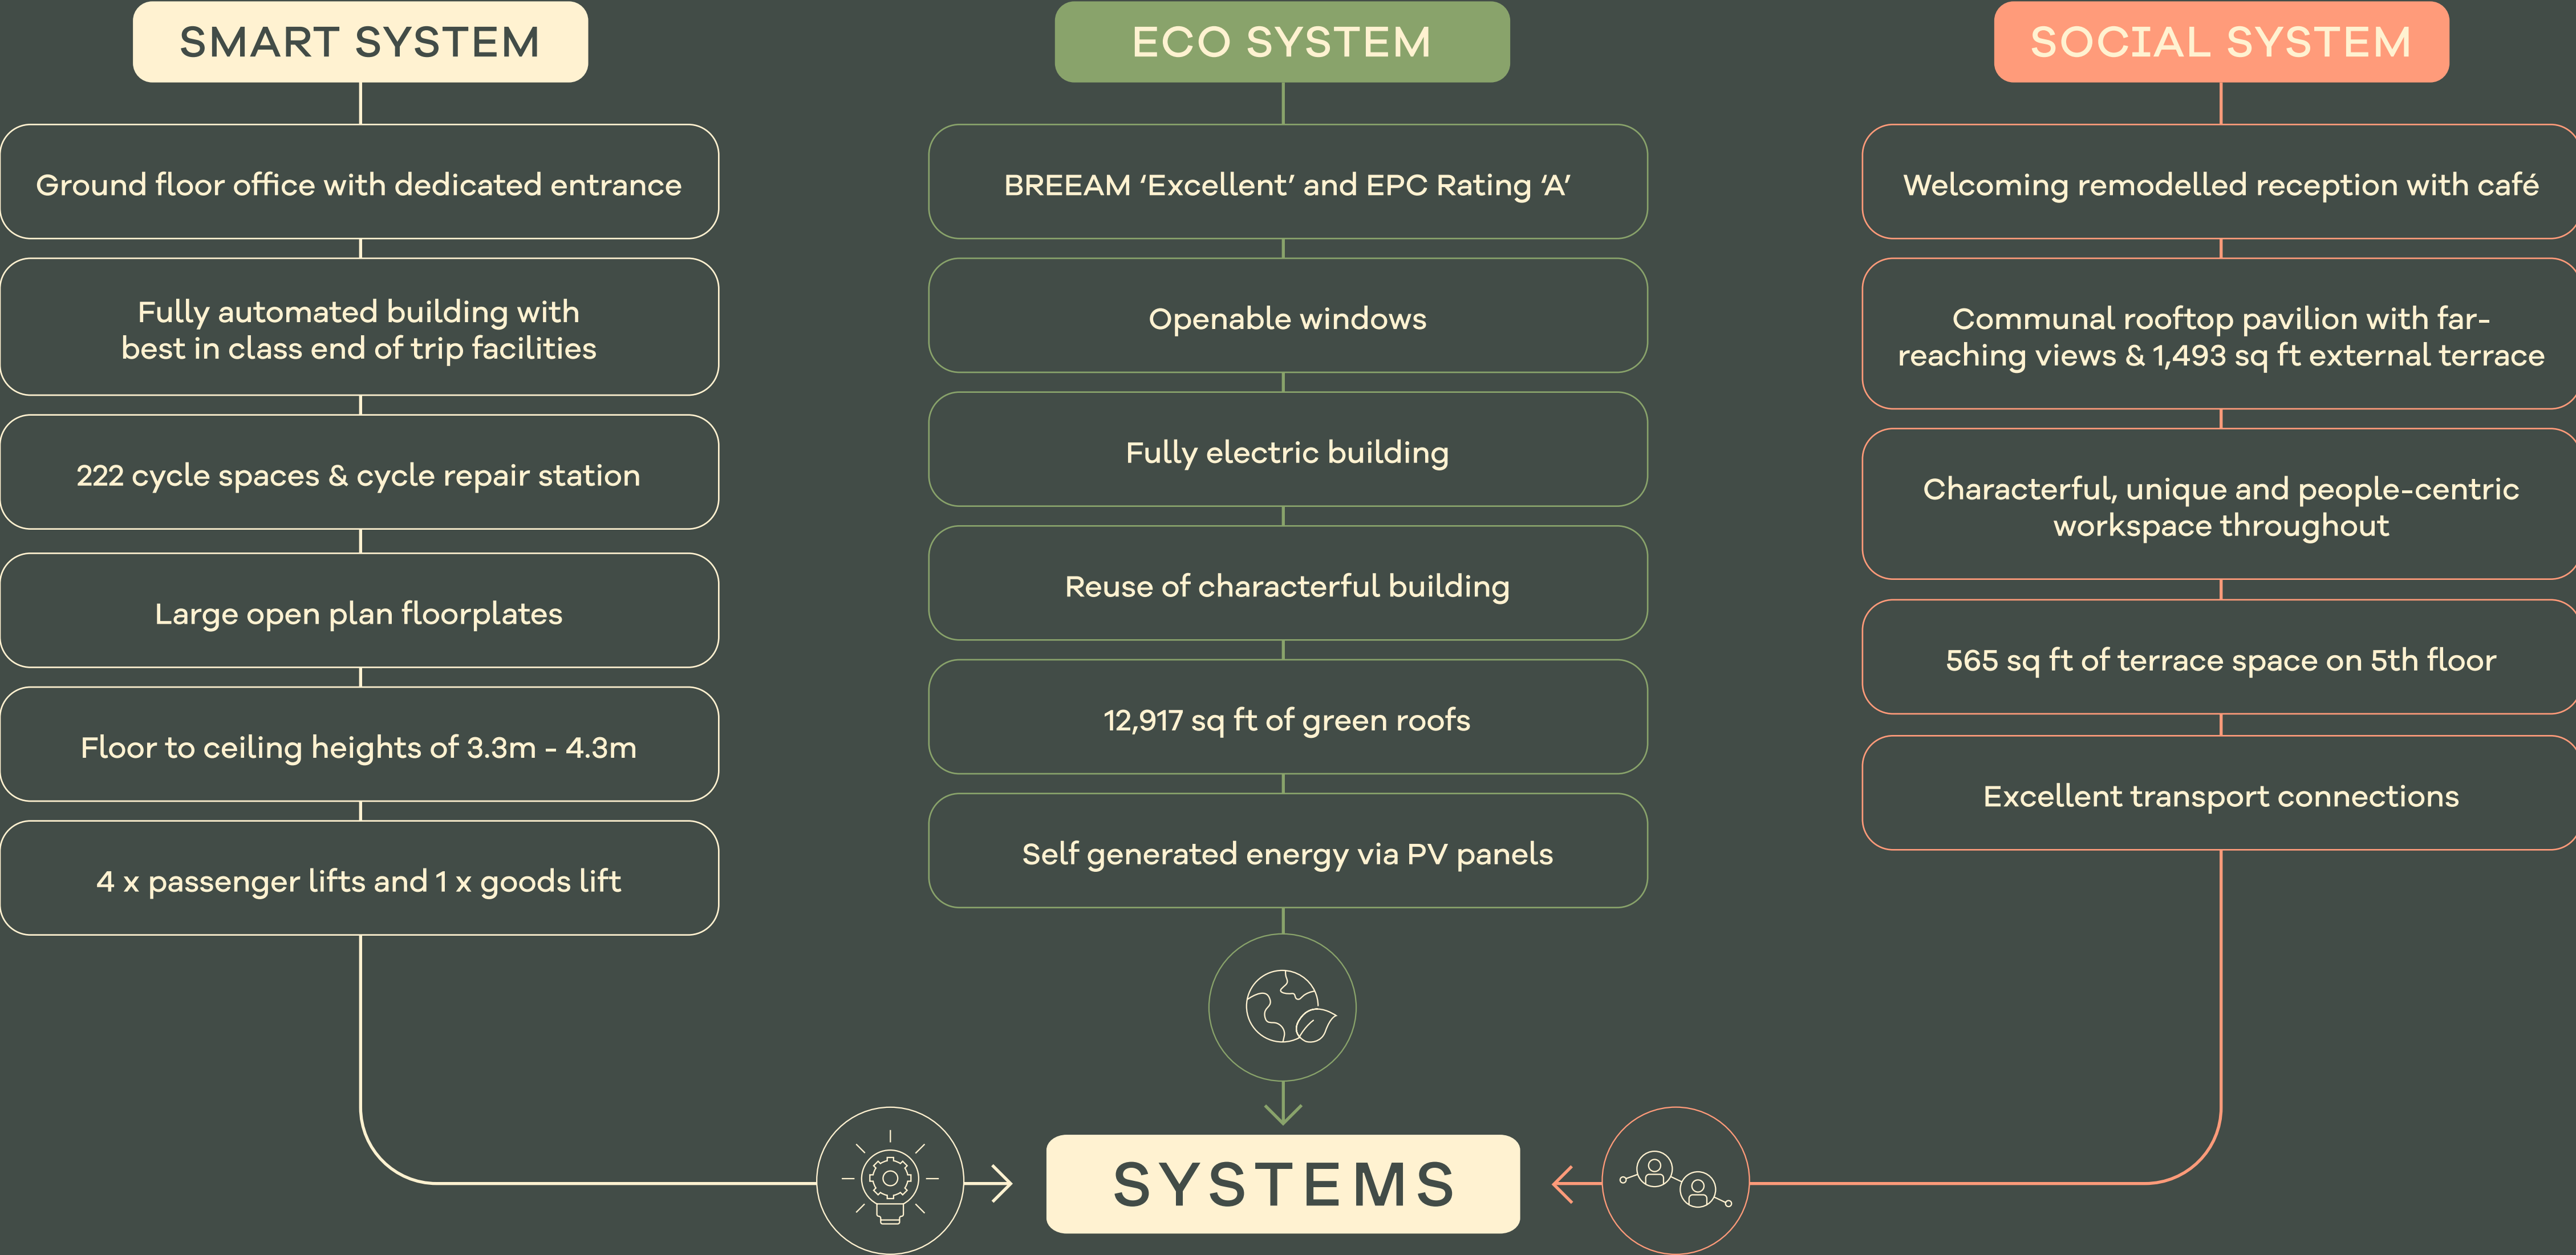 SMART SYSTEM
Ground floor office with dedicated entrance
Fully automated building with
best in class end of trip facilities
222 cycle spaces & cycle repair station
Large open plan floorplates
Floor to ceiling heights of 3.3m - 4.3m
4 x passenger lifts and 1 x goods lift
ECO SYSTEM
BREEAM ‘Excellent’ and EPC Rating ‘A’
Openable windows
Fully electric building
Reuse of characterful building
12,917 sq ft of green roofs
Self generated energy via PV panels
SOCIAL SYSTEM
Welcoming remodelled reception with café
Communal rooftop pavilion with far-
reaching views & 1,493 sq ft external terrace
Characterful, unique and people-centric
workspace throughout
565 sq ft of terrace space on 5th floor
Excellent transport connections
SYSTEMS